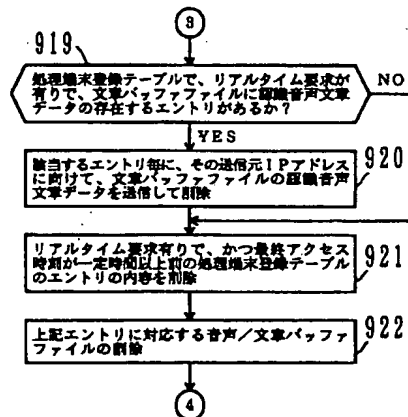 3
919
処理端末登録テーブルで、リアルタイム要求が
有りで、文章バッファファイルに認識音声文章
データの存在するエントリがあるか？
NO
YES
920
該当するエントリ毎に、その送信元IPアドレス
に向けて、文章バッファファイルの認識音声
文章データを送信して削除
リアルタイム要求有りで、かつ最終アクセス
時刻が一定時間以上前の処理端末登録テーブル
のエントリの内容を削除
921
上記エントリに対応する音声／文章バッファ
ファイルの削除
922
4